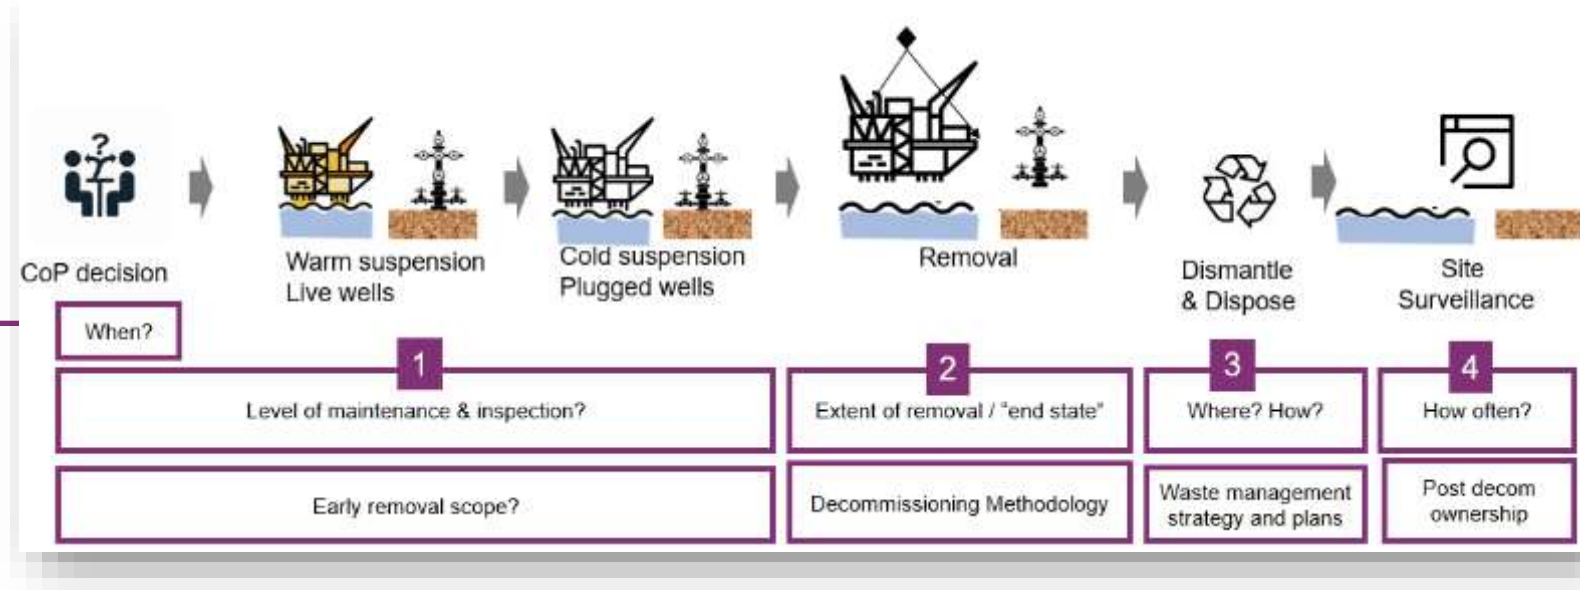 ?
CoP decision
Warm suspension
Live wells
Cold suspension
Plugged wells
Removal
Dismantle
& Dispose
Site
Surveillance
When?
1
2
3
4
Level of maintenance & inspection?
Extent of removal / “end state”
Where? How?
How often?
Early removal scope?
Decommissioning Methodology
Waste management
strategy and plans
Post decom
ownership